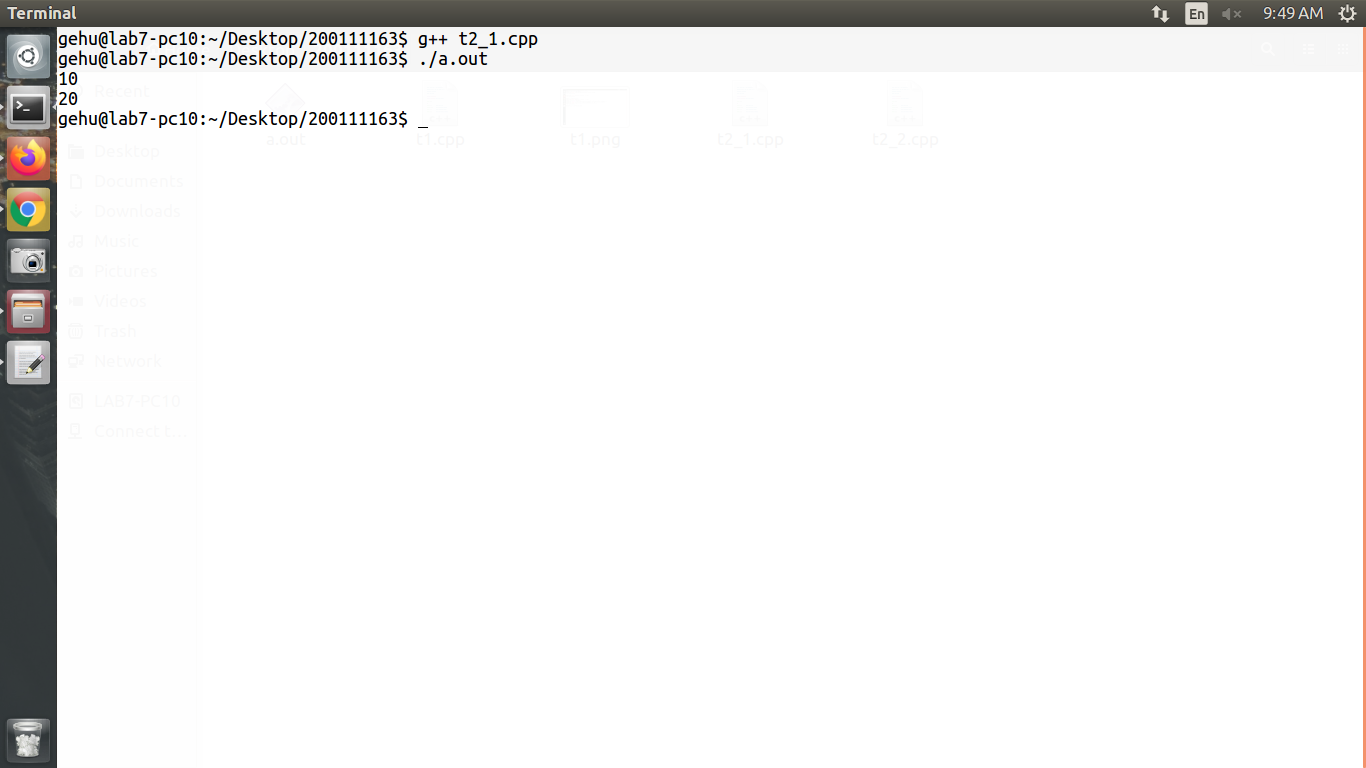 Terminal
En
9:49 AM
gehu@lab7-pc10:~/Desktop/200111163$ g++ t2_1.cpp
gehu@lab7-pc10:~/Desktop/200111163$ ./a.out
10
20
gehu@lab7-pc10:~/Desktop/200111163$ _
Recent
Desktop
Documents
Downloads
Music
Pictures
Videos
Trash
Network
LAB7-PC10
Connect t...
a.out
t1.cpp
t1.png
t2_1.cpp
t2_2.cpp